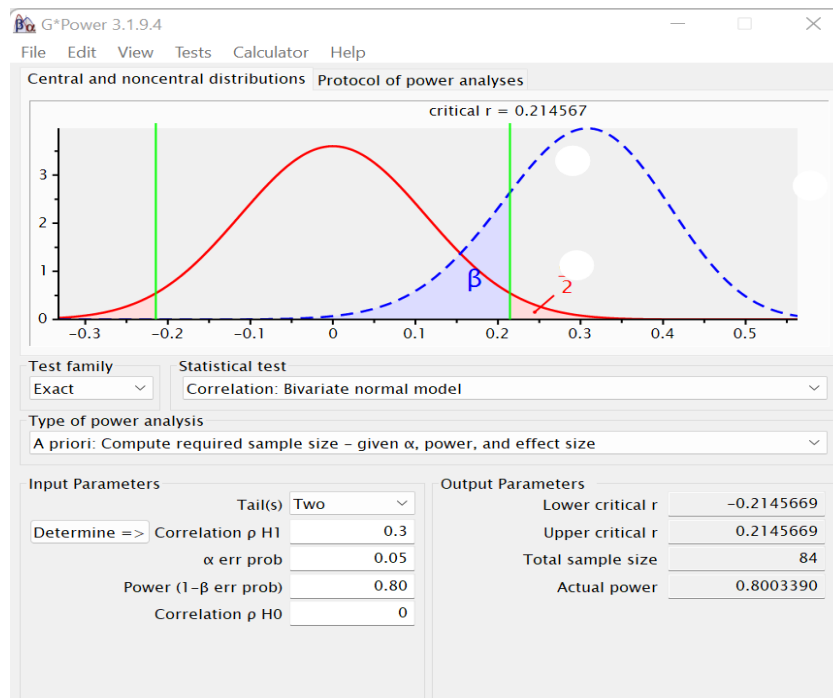 βα G*Power 3.1.9.4
File Edit View Tests Calculator Help
Central and noncentral distributions Protocol of power analyses
critical r = 0.214567
3
2
1
0
β
2
−0.3 −0.2 −0.1 0 0.1 0.2 0.3 0.4 0.5
Test family Statistical test
Exact Correlation: Bivariate normal model
Type of power analysis
A priori: Compute required sample size – given α, power, and effect size
Input Parameters Output Parameters
Tail(s) Two Lower critical r −0.2145669
Determine => Correlation ρ H1 0.3 Upper critical r 0.2145669
α err prob 0.05 Total sample size 84
Power (1−β err prob) 0.80 Actual power 0.8003390
Correlation ρ H0 0